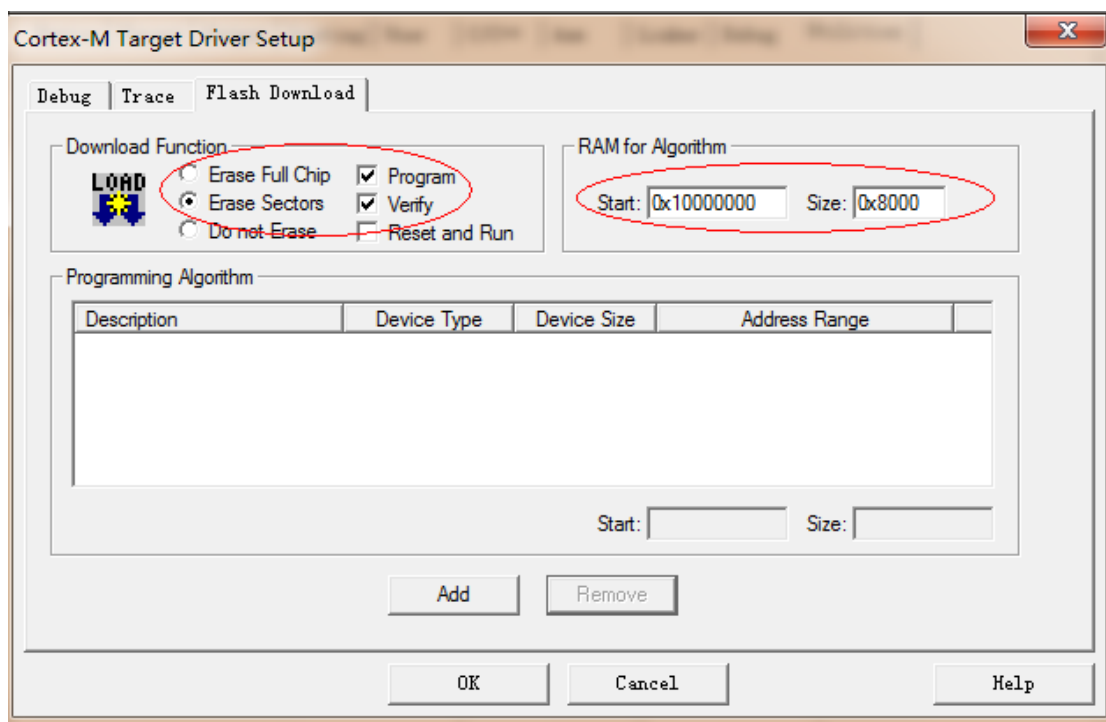 Cortex-M Target Driver Setup
Debug Trace Flash Download
Download Function
LOAD
Erase Full Chip
Program
Erase Sectors
Verify
Do not Erase
Reset and Run
RAM for Algorithm
Start: 0x10000000 Size: 0x8000
Programming Algorithm
Description Device Type Device Size Address Range
Start: Size:
Add Remove
OK Cancel Help